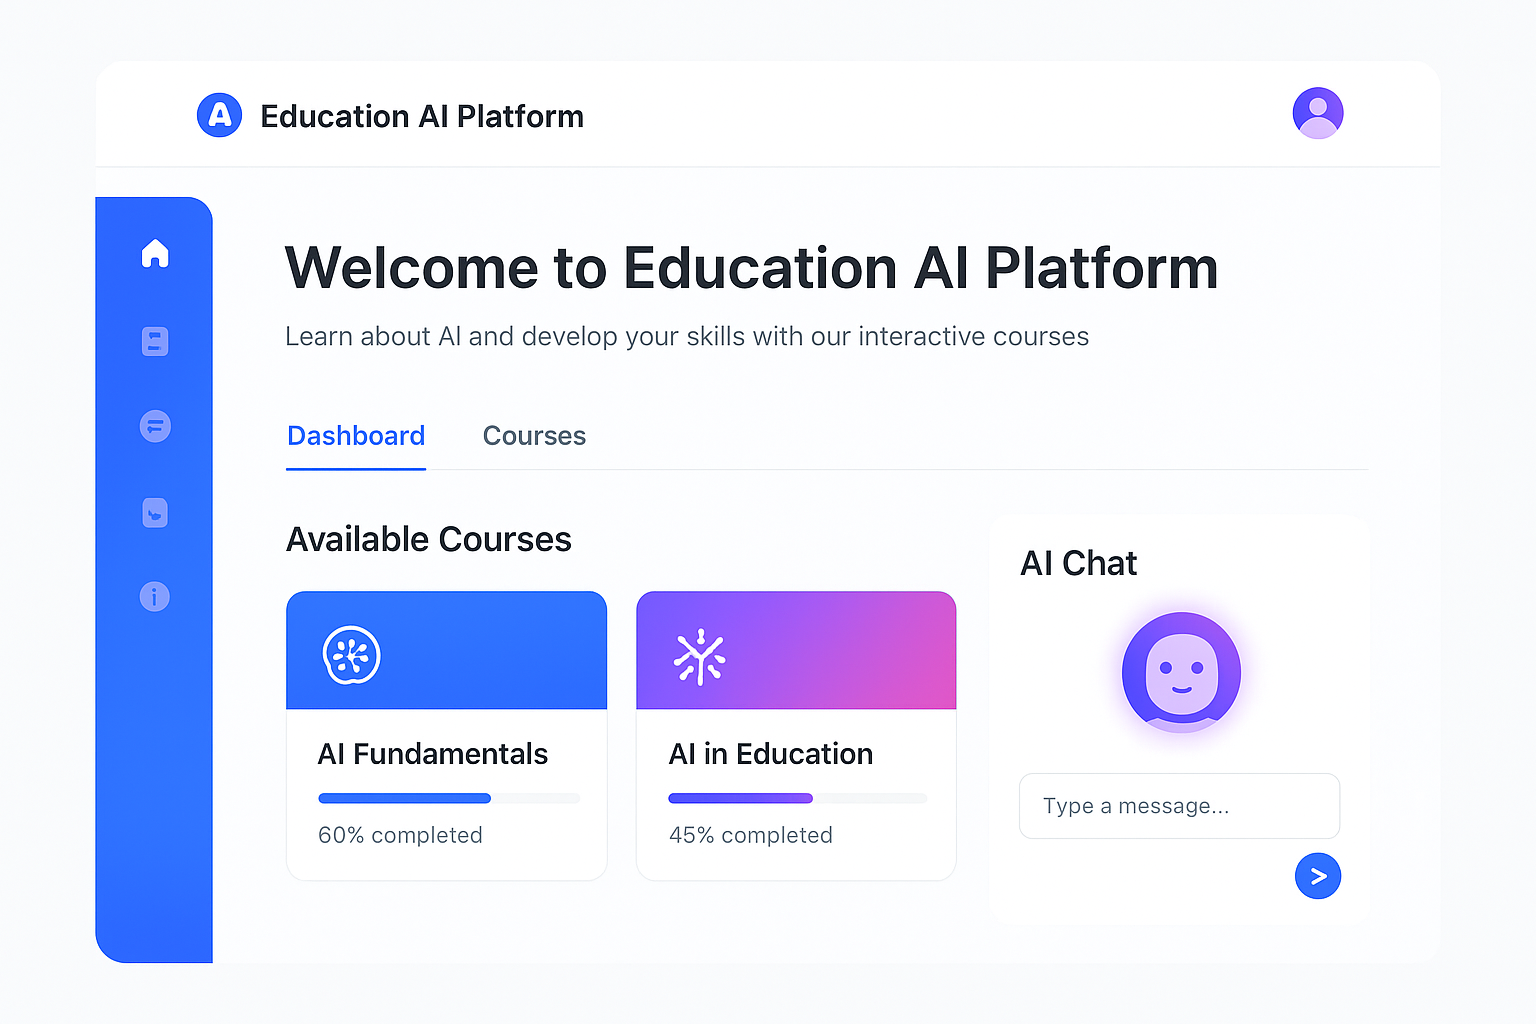 A
Education AI Platform
Welcome to Education AI Platform
Learn about AI and develop your skills with our interactive courses
Dashboard
Courses
Available Courses
AI Fundamentals
60% completed
AI in Education
45% completed
AI Chat
Type a message...